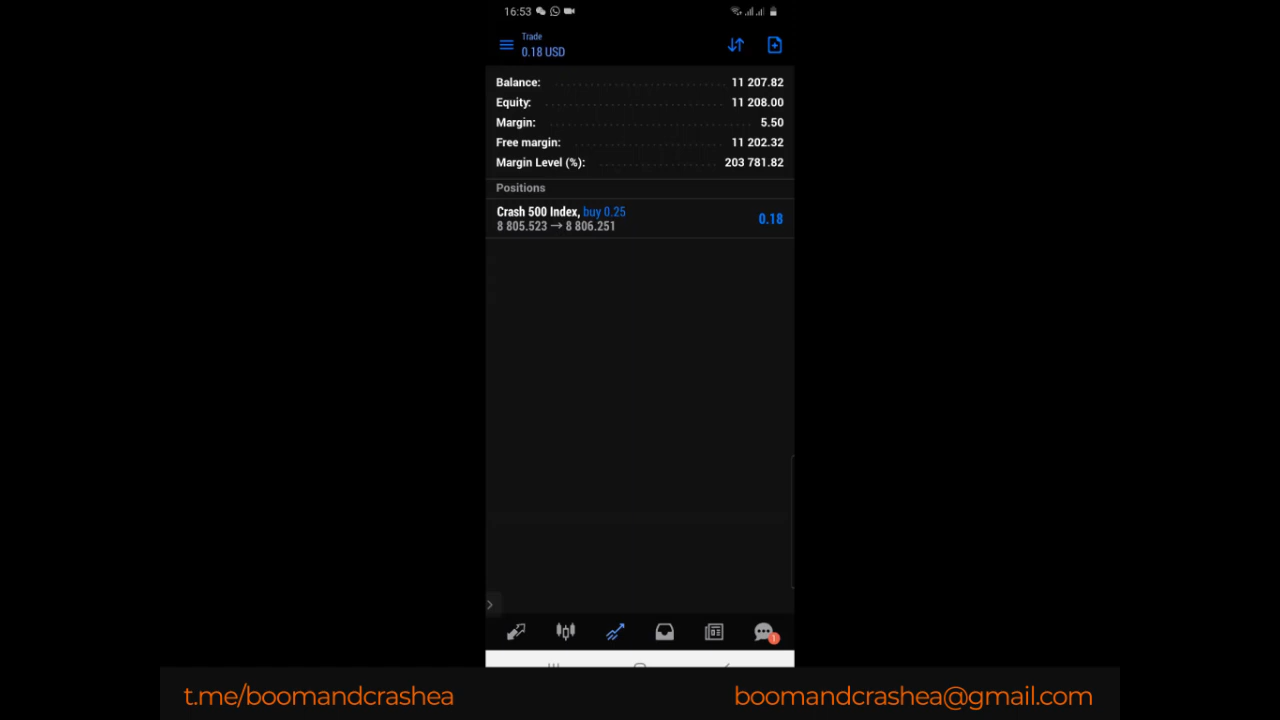 16:53
Trade
0.18 USD
Balance: 11 207.82
Equity: 11 208.00
Margin: 5.50
Free margin: 11 202.32
Margin Level (%): 203 781.82
Positions
Crash 500 Index, buy 0.25
8 805.523 → 8 806.251 0.18
1
t.me/boomandcrashea boomandcrashea@gmail.com